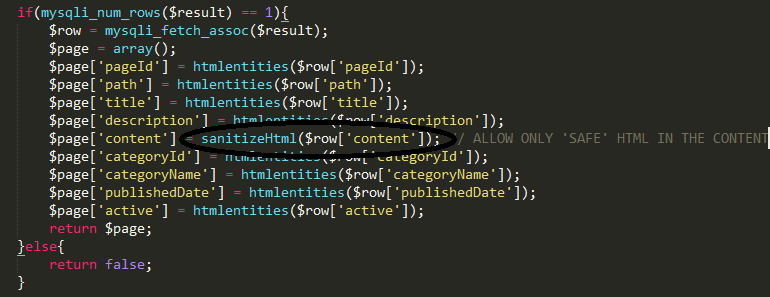 if(mysqli_num_rows($result) == 1){
$row = mysqli_fetch_assoc($result);
$page = array();
$page['pageId'] = htmlentities($row['pageId']);
$page['path'] = htmlentities($row['path']);
$page['title'] = htmlentities($row['title']);
$page['description'] = htmlentities($row['description']);
$page['content'] = sanitizeHtml($row['content']); // ALLOW ONLY 'SAFE' HTML IN THE CONTENT
$page['categoryId'] = htmlentities($row['categoryId']);
$page['categoryName'] = htmlentities($row['categoryName']);
$page['publishedDate'] = htmlentities($row['publishedDate']);
$page['active'] = htmlentities($row['active']);
return $page;
}else{
return false;
}